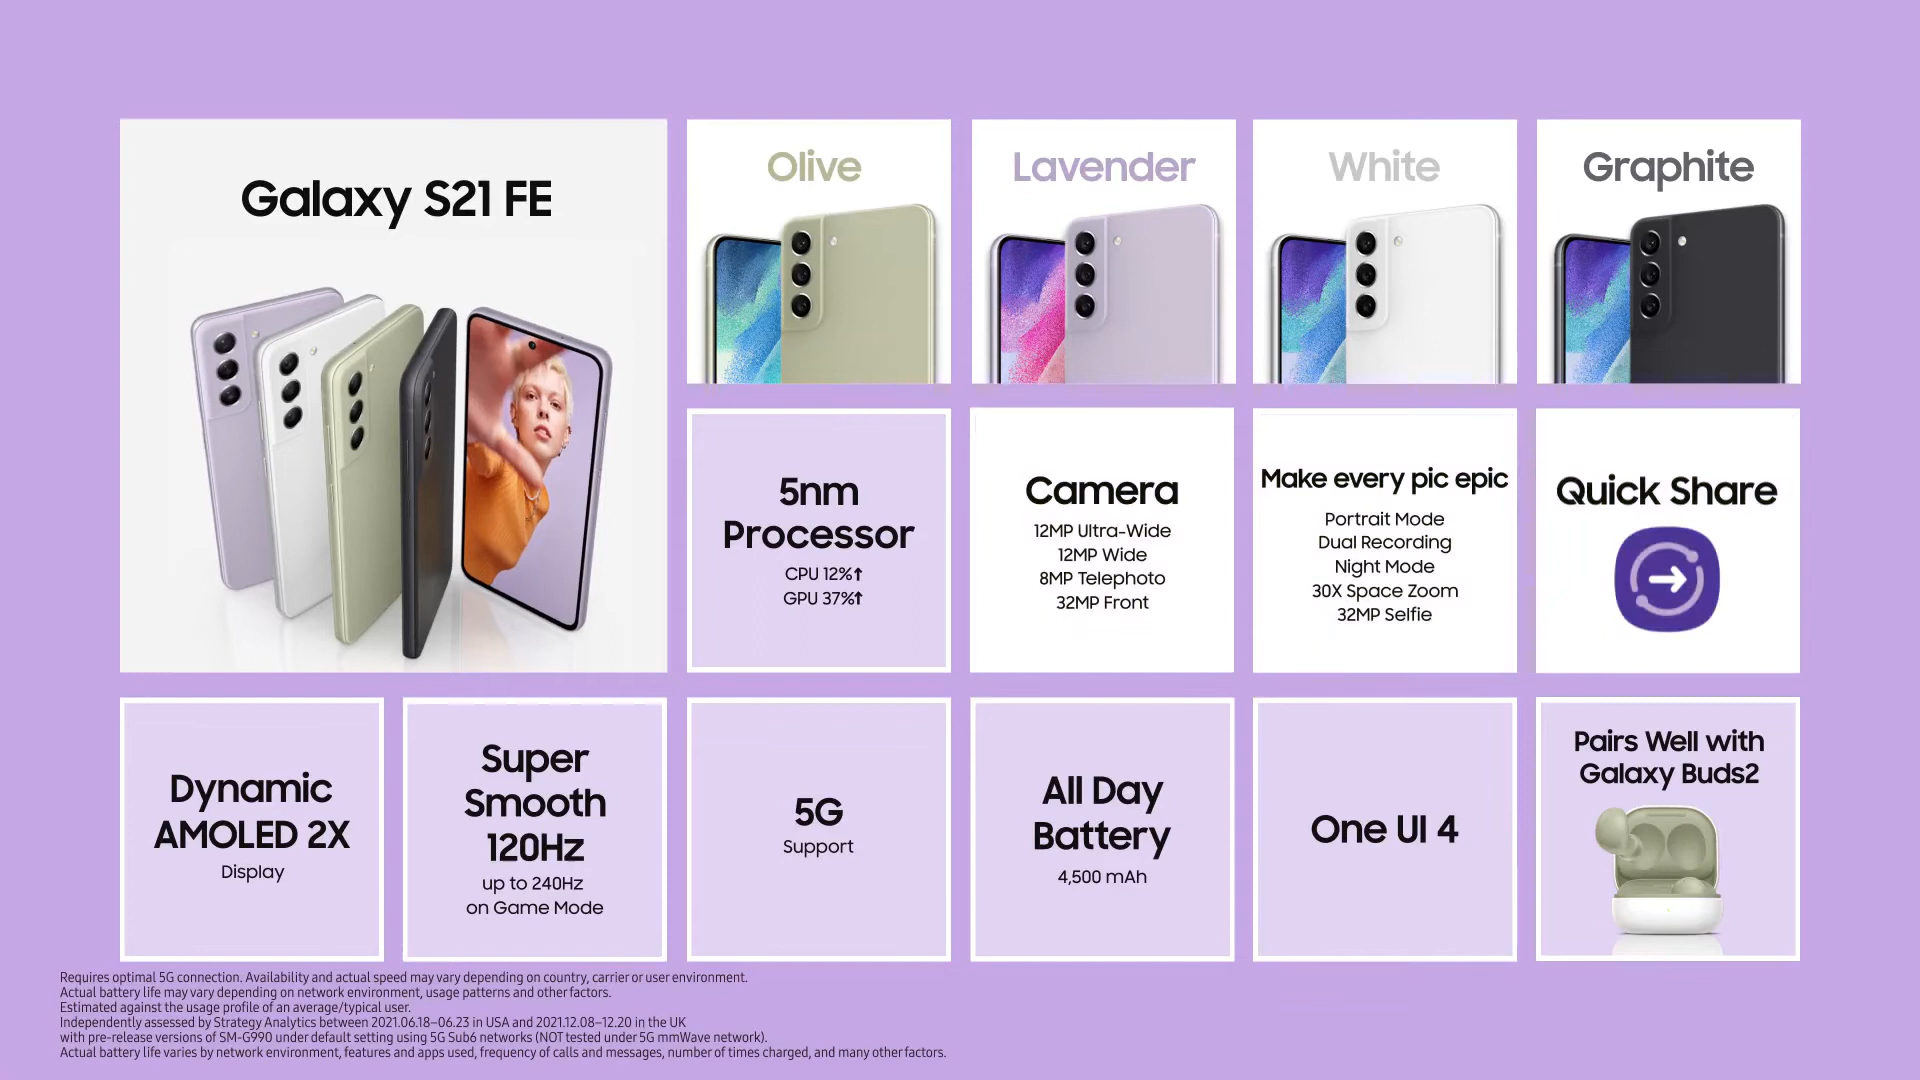 Galaxy S21 FE
Olive
Lavender
White
Graphite
5nm
Processor
CPU 12%↑
GPU 37%↑
Camera
12MP Ultra-Wide
12MP Wide
8MP Telephoto
32MP Front
Make every pic epic
Portrait Mode
Dual Recording
Night Mode
30X Space Zoom
32MP Selfie
Quick Share
Dynamic
AMOLED 2X
Display
Super
Smooth
120Hz
up to 240Hz
on Game Mode
5G
Support
All Day
Battery
4,500 mAh
One UI 4
Pairs Well with
Galaxy Buds2
Requires optimal 5G connection. Availability and actual speed may vary depending on country, carrier or user environment.
Actual battery life may vary depending on network environment, usage patterns and other factors.
Estimated against the usage profile of an average/typical user.
Independently assessed by Strategy Analytics between 2021.06.18–06.23 in USA and 2021.12.08–12.20 in the UK
with pre-release versions of SM-G990 under default setting using 5G Sub6 networks (NOT tested under 5G mmWave network).
Actual battery life varies by network environment, features and apps used, frequency of calls and messages, number of times charged, and many other factors.